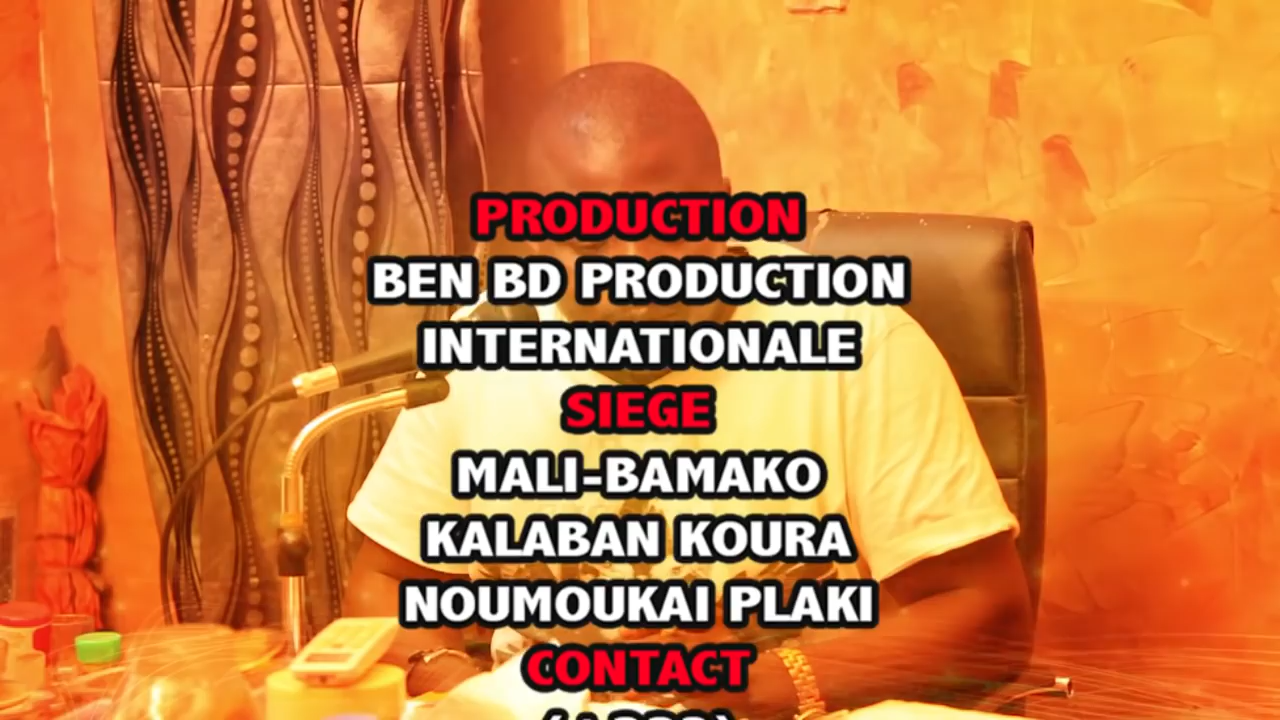 PRODUCTION
BEN BD PRODUCTION
INTERNATIONALE
SIEGE
MALI-BAMAKO
KALABAN KOURA
NOUMOUKAI PLAKI
CONTACT